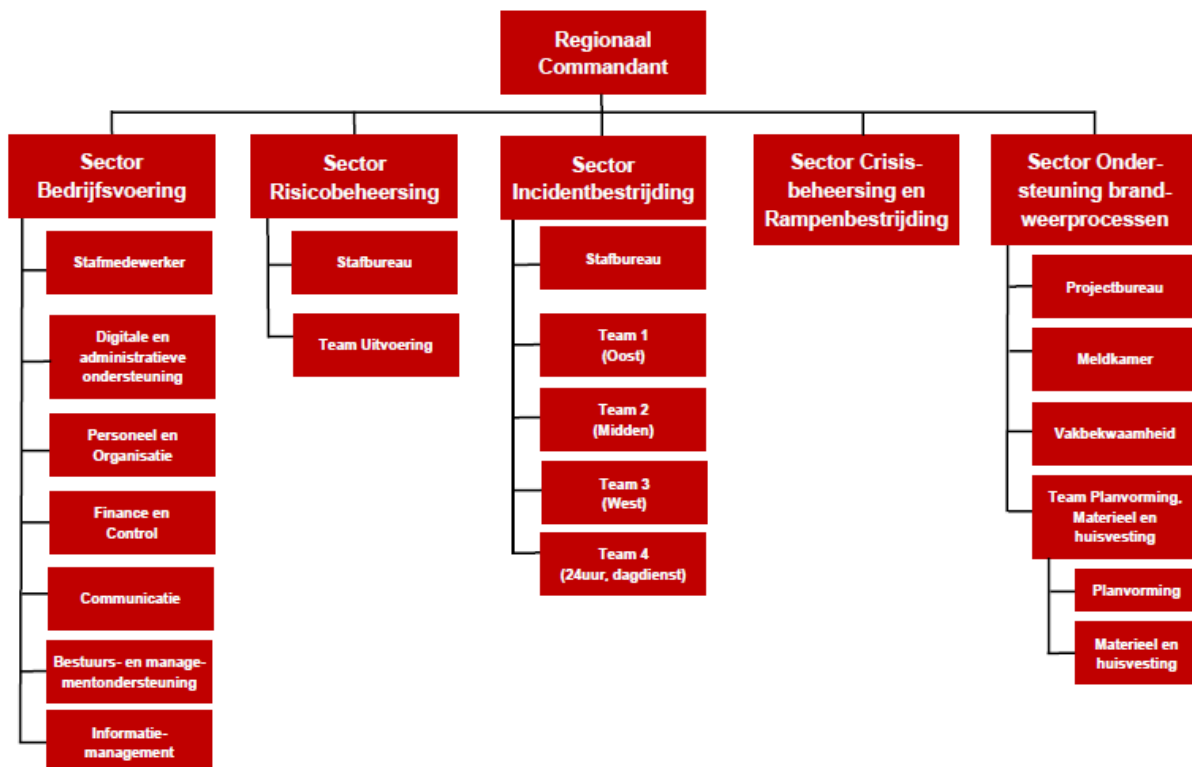 Regionaal
Commandant
Sector
Bedrijfsvoering
Stafmedewerker
Digitale en
administratieve
ondersteuning
Personeel en
Organisatie
Finance en
Control
Communicatie
Bestuurs- en manage-
mentondersteuning
Informatie-
management
Sector
Risicobeheersing
Stafbureau
Team Uitvoering
Sector
Incidentbestrijding
Stafbureau
Team 1
(Oost)
Team 2
(Midden)
Team 3
(West)
Team 4
(24uur, dagdienst)
Sector Crisis-
beheersing en
Rampenbestrijding
Sector Onder-
steuning brand-
weerprocessen
Projectbureau
Meldkamer
Vakbekwaamheid
Team Planvorming,
Materieel en
huisvesting
Planvorming
Materieel en
huisvesting